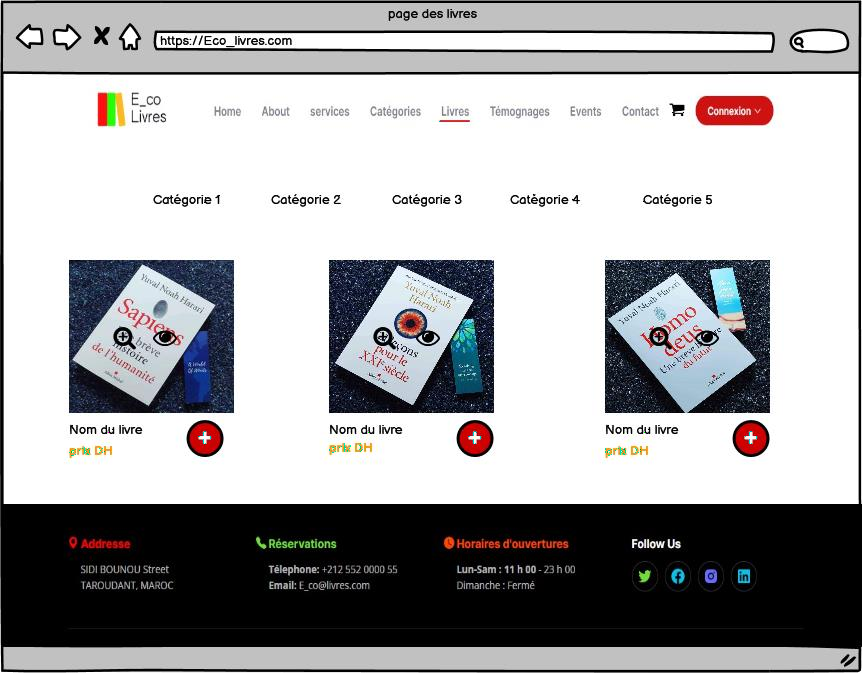 page des livres
https://Eco_livres.com
E_co
Livres
Home About services Catégories Livres Témognages Events Contact Connexion
Catégorie 1 Catégorie 2 Catégorie 3 Catégorie 4 Catégorie 5
Yuval Noah Harari
Sapiens
brève
histoire
de l'humanité
Yuval Noah
Harari
pour le
XXIe siècle
Yuval Noah Harari
Homo
deus
Une brève histoire
du futur
Nom du livre
prix DH
Nom du livre
prix DH
Nom du livre
prix DH
Addresse
SIDI BOUNOU Street
TAROUDANT, MAROC
Réservations
Télephone: +212 552 0000 55
Email: E_co@livres.com
Horaires d'ouvertures
Lun-Sam : 11 h 00 - 23 h 00
Dimanche : Fermé
Follow Us